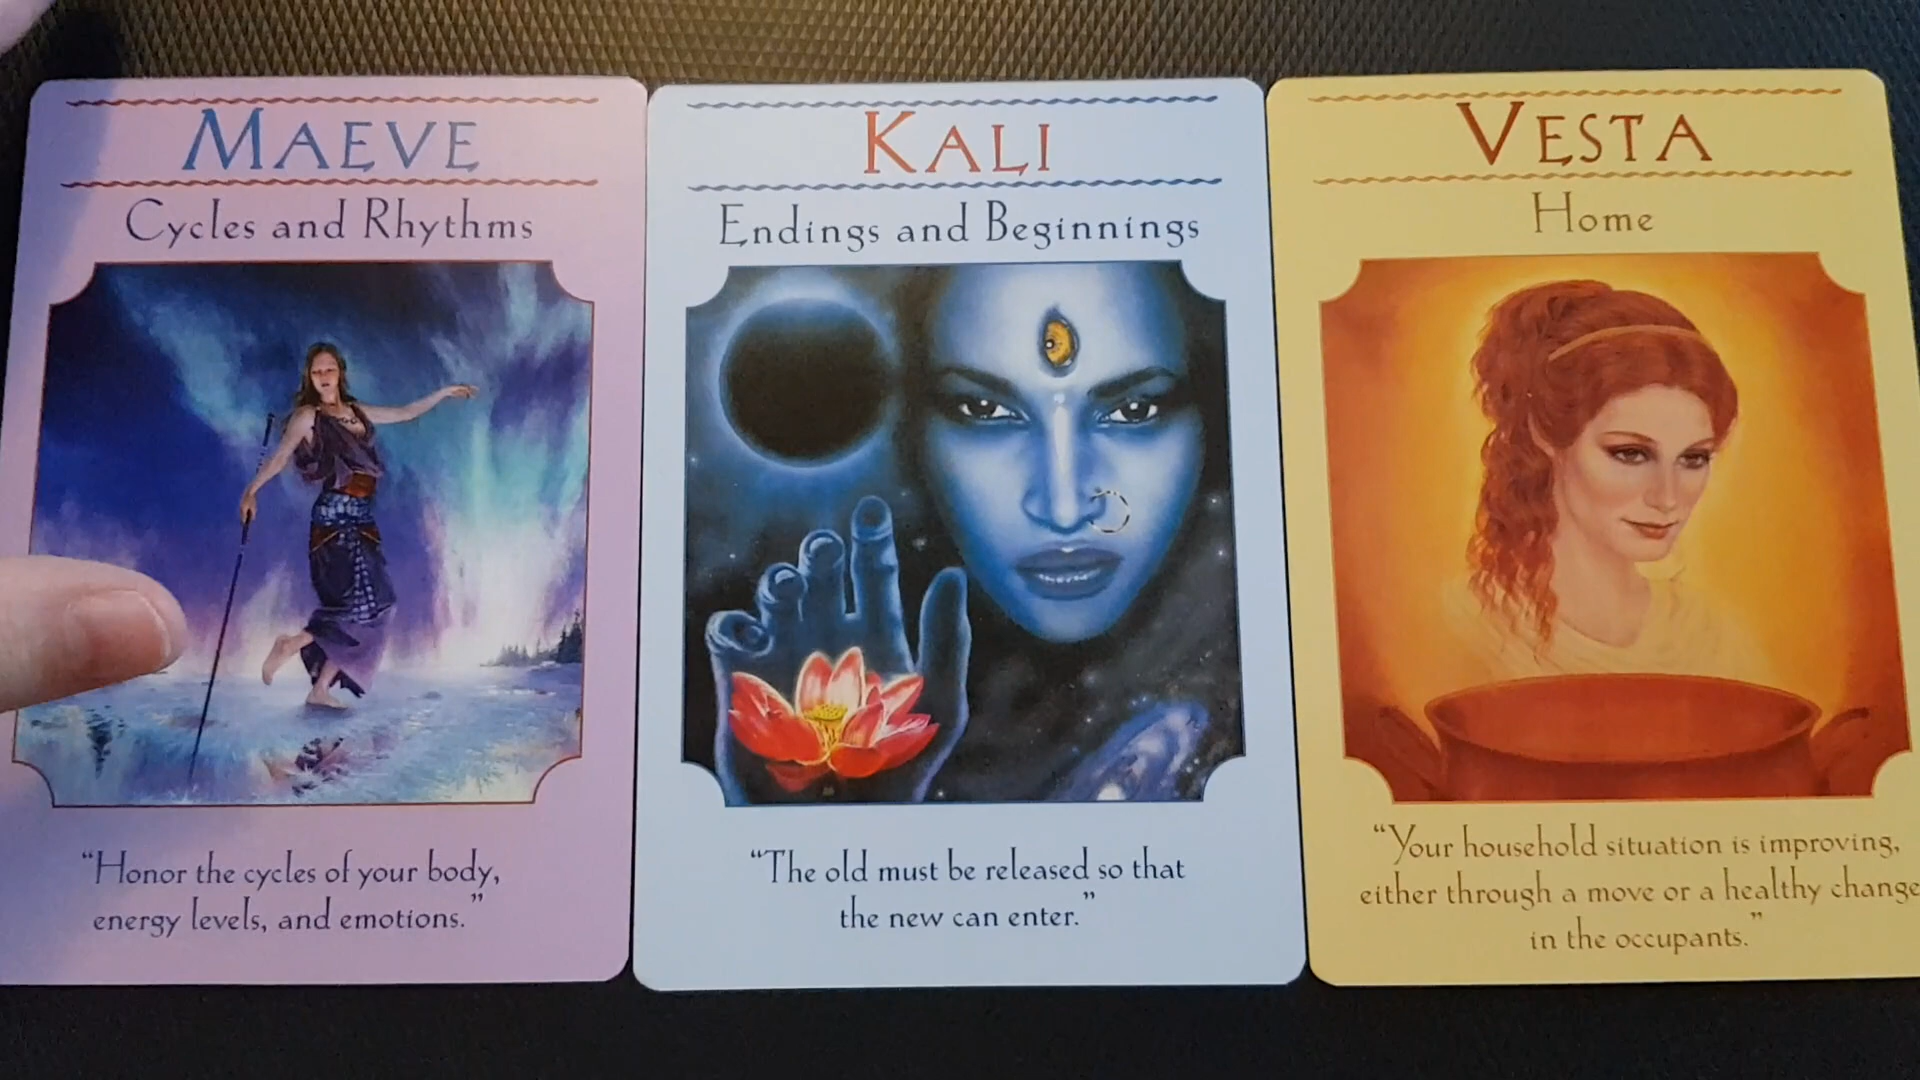 MAEVE
Cycles and Rhythms
"Honor the cycles of your body,
energy levels, and emotions."
KALI
Endings and Beginnings
"The old must be released so that
the new can enter."
VESTA
Home
"Your household situation is improving,
either through a move or a healthy change
in the occupants."